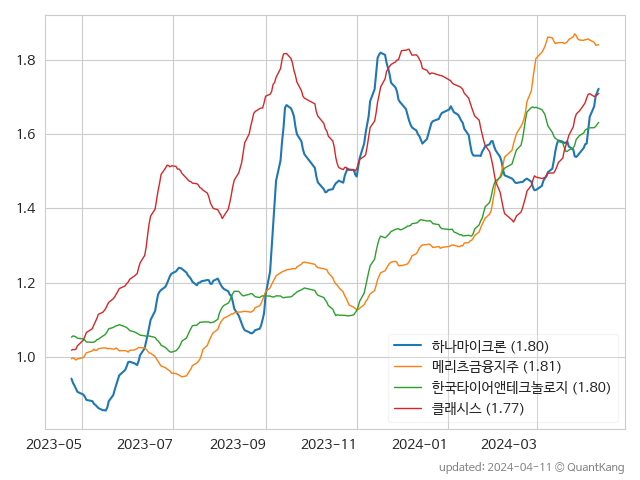 1.8
1.6
1.4
1.2
1.0
하나마이크론 (1.80)
메리츠금융지주 (1.81)
한국타이어앤테크놀로지 (1.80)
클래시스 (1.77)
2023-05 2023-07 2023-09 2023-11 2024-01 2024-03
updated: 2024-04-11 © QuantKang